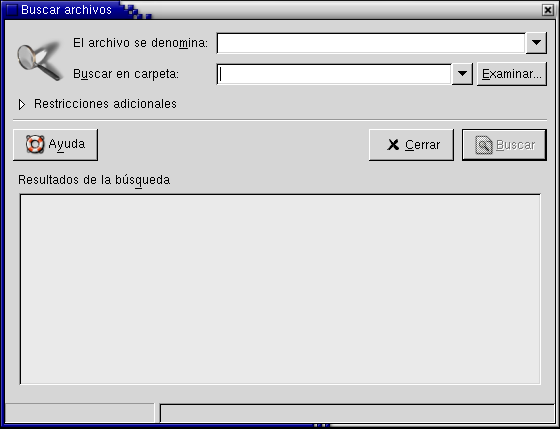 Buscar archivos
El archivo se denomina:
Buscar en carpeta:
Examinar...
Restricciones adicionales
Ayuda
Cerrar
Buscar
Resultados de la búsqueda